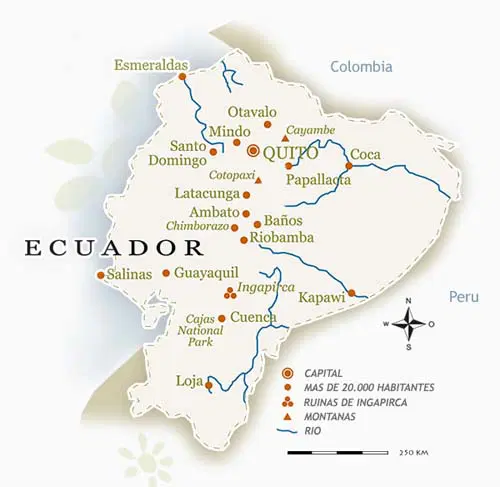 Esmeraldas
Colombia
Otavalo
Mindo
Cayambe
Santo
Domingo
QUITO
Coca
Cotopaxi
Papallacta
Latacunga
Ambato
Baños
Chimborazo
Riobamba
ECUADOR
Salinas
Guayaquil
Ingapirca
Kapawi
Peru
Cajas
National
Park
Cuenca
N
W
O
S
Loja
CAPITAL
MAS DE 20.000 HABITANTES
RUINAS DE INGAPIRCA
MONTANAS
RIO
250 KM